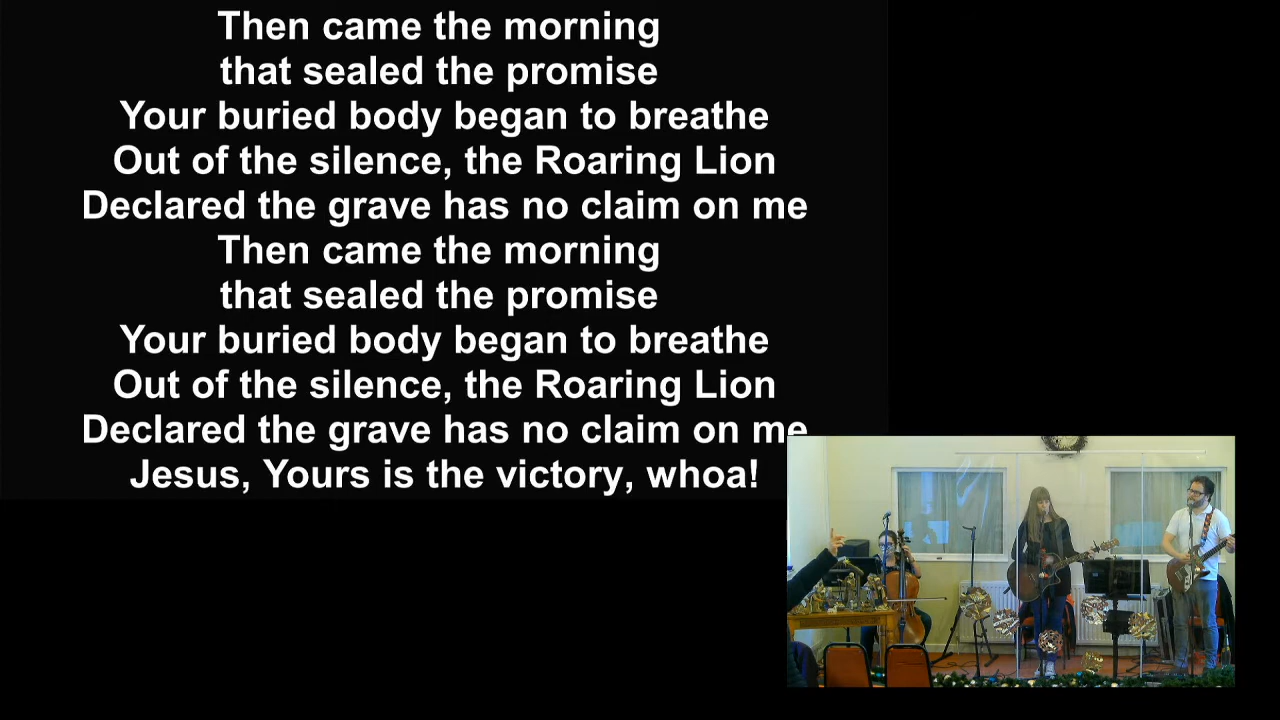 Then came the morning
that sealed the promise
Your buried body began to breathe
Out of the silence, the Roaring Lion
Declared the grave has no claim on me
Then came the morning
that sealed the promise
Your buried body began to breathe
Out of the silence, the Roaring Lion
Declared the grave has no claim on me
Jesus, Yours is the victory, whoa!